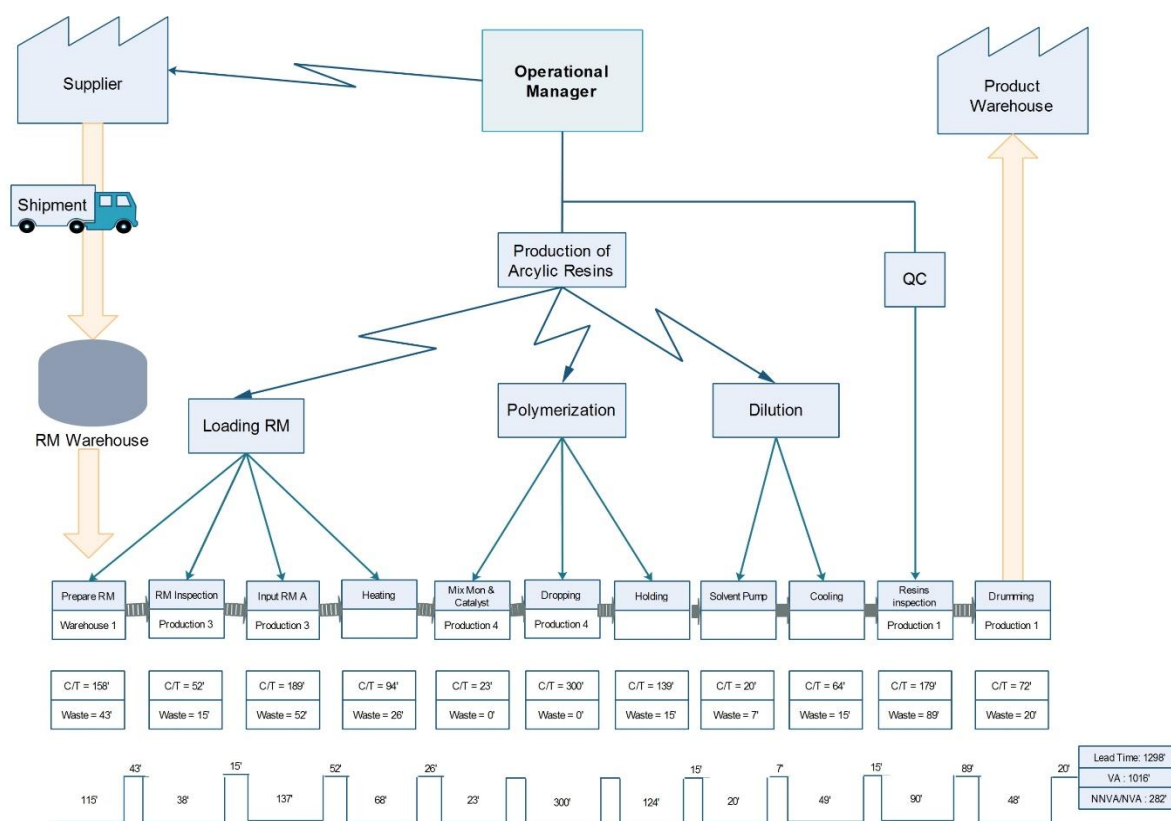 Supplier
Operational
Manager
Product
Warehouse
Shipment
Production of
Arcylic Resins
QC
RM Warehouse
Loading RM
Polymerization
Dilution
Prepare RM
Warehouse 1
RM Inspection
Production 3
Input RM A
Production 3
Heating
Mix Mon &
Catalyst
Production 4
Dropping
Production 4
Holding
Solvent Pump
Cooling
Resins
inspection
Production 1
Drumming
Production 1
C/T = 158'
Waste = 43'
C/T = 52'
Waste = 15'
C/T = 189'
Waste = 52'
C/T = 94'
Waste = 26'
C/T = 23'
Waste = 0'
C/T = 300'
Waste = 0'
C/T = 139'
Waste = 15'
C/T = 20'
Waste = 7'
C/T = 64'
Waste = 15'
C/T = 179'
Waste = 89'
C/T = 72'
Waste = 20'
115'
43'
38'
15'
137'
52'
68'
26'
23'
300'
124'
15'
20'
7'
49'
15'
90'
89'
48'
20'
Lead Time: 1298'
VA : 1016'
NNVA/NVA : 282'